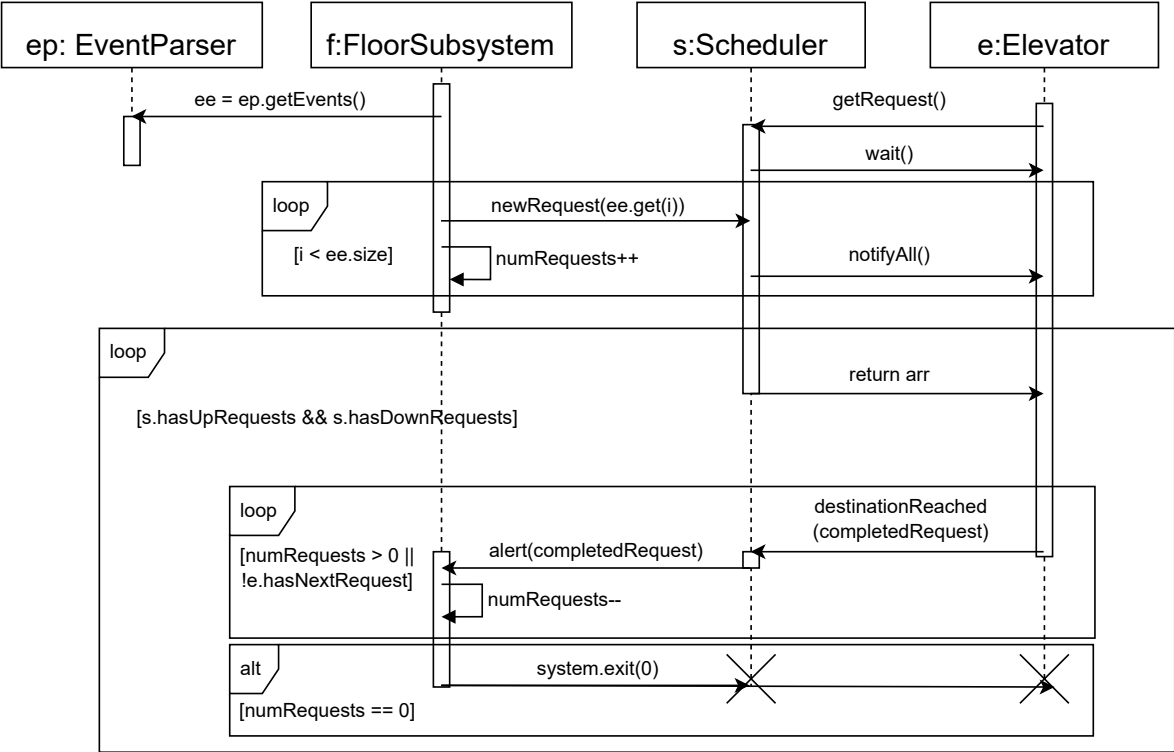 ep: EventParser
f:FloorSubsystem
s:Scheduler
e:Elevator
ee = ep.getEvents()
getRequest()
wait()
loop
newRequest(ee.get(i))
[i < ee.size]
numRequests++
notifyAll()
loop
return arr
[s.hasUpRequests && s.hasDownRequests]
loop
destinationReached
(completedRequest)
[numRequests > 0 ||
!e.hasNextRequest]
alert(completedRequest)
numRequests--
alt
system.exit(0)
[numRequests == 0]